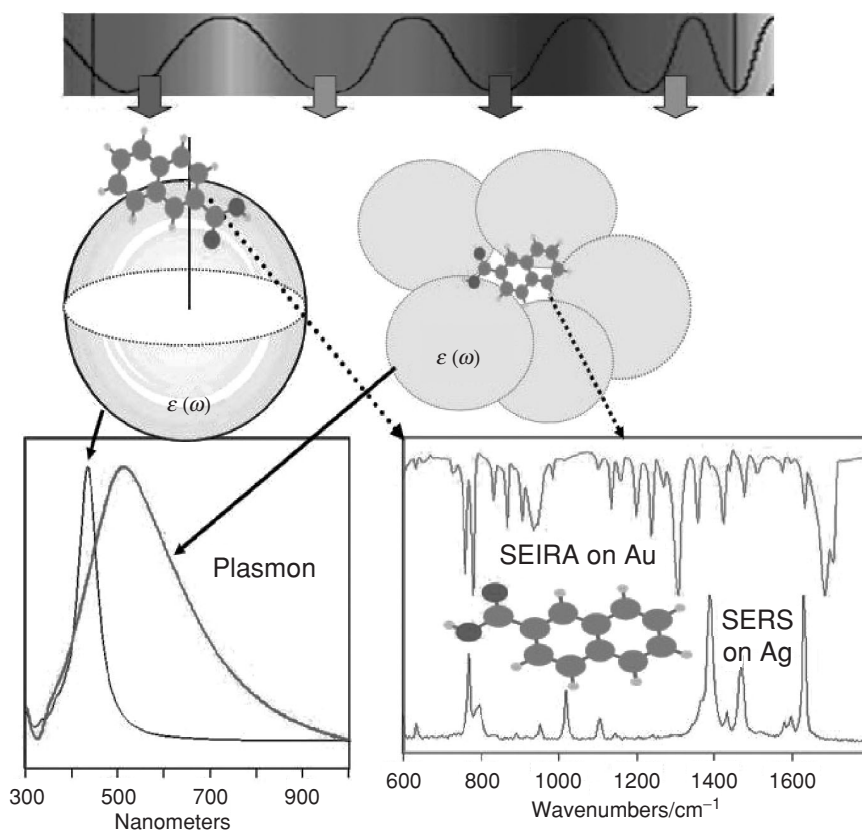 ε (ω)
ε (ω)
Plasmon
300 500 700 900
Nanometers
SEIRA on Au
SERS
on Ag
600 800 1000 1200 1400 1600
Wavenumbers/cm⁻¹